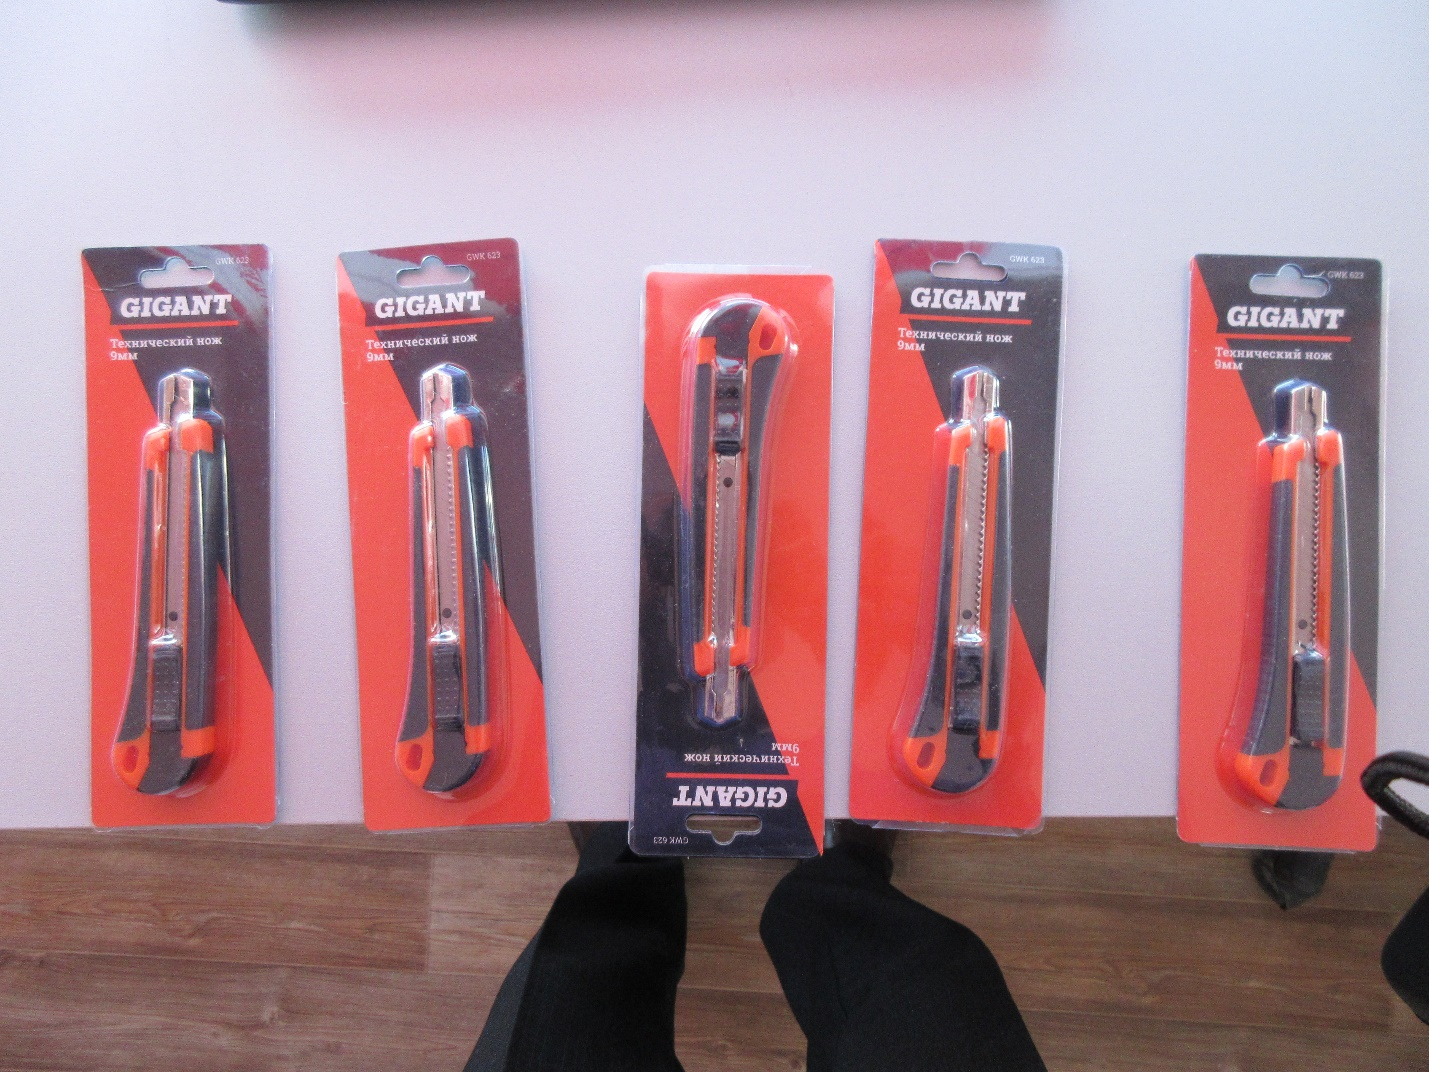 GWK 623
GIGANT
Технический нож
9мм
GWK 623
GIGANT
Технический нож
9мм
Технический нож
9мм
GIGANT
GWK 623
GWK 623
GIGANT
Технический нож
9мм
GWK 623
GIGANT
Технический нож
9мм